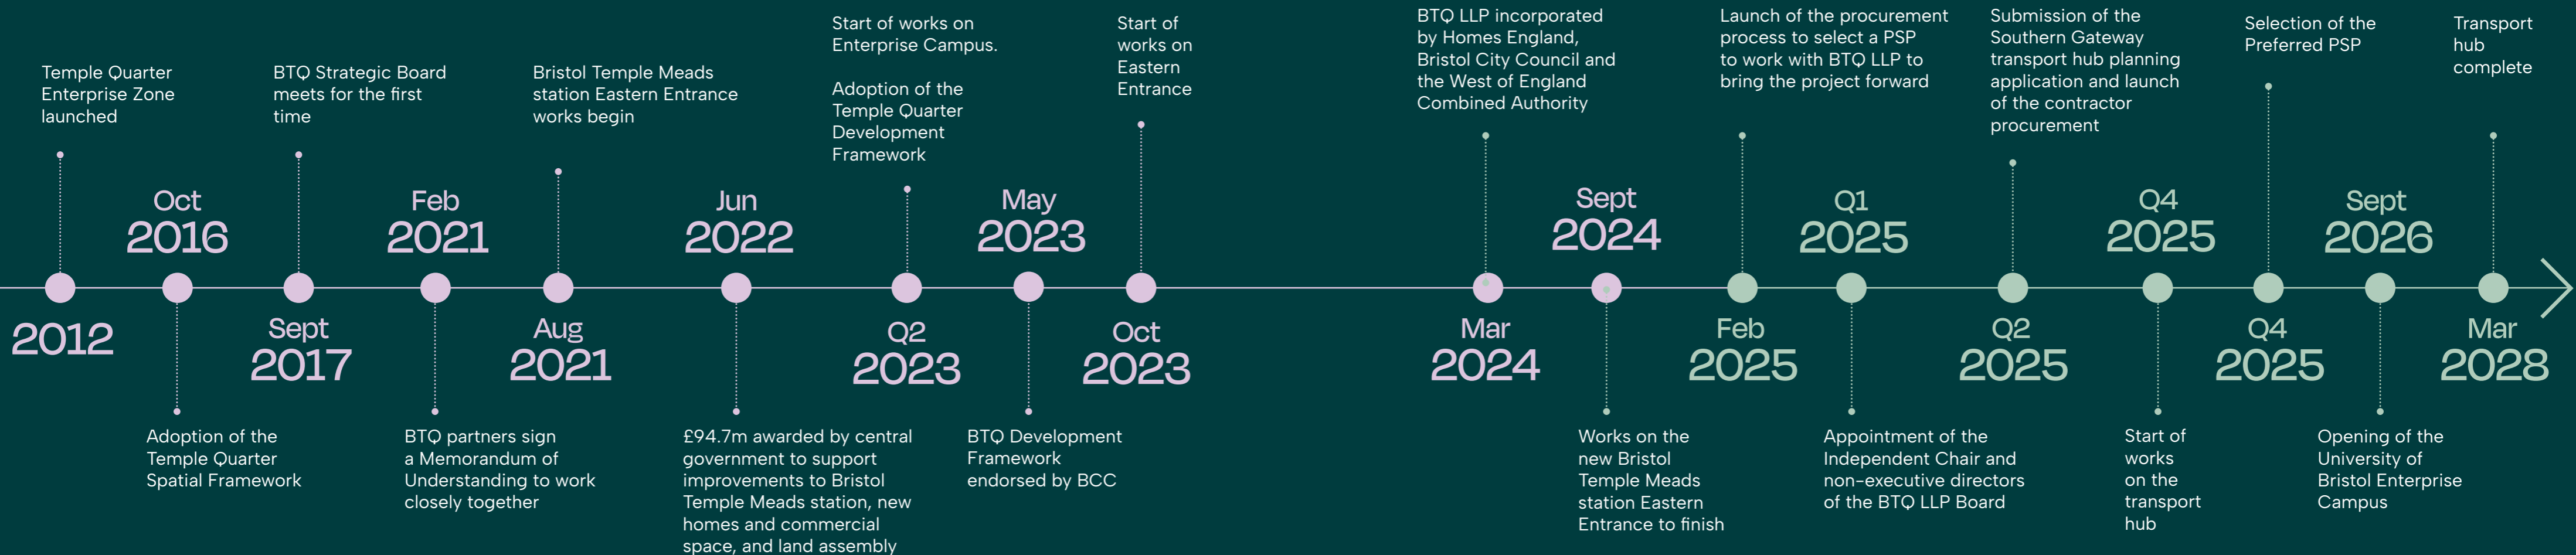 Temple Quarter
Enterprise Zone
launched
2012
Oct
2016
Adoption of the
Temple Quarter
Spatial Framework
BTQ Strategic Board
meets for the first
time
Sept
2017
Feb
2021
BTQ partners sign
a Memorandum of
Understanding to work
closely together
Bristol Temple Meads
station Eastern Entrance
works begin
Aug
2021
Jun
2022
£94.7m awarded by central
government to support
improvements to Bristol
Temple Meads station, new
homes and commercial
space, and land assembly
Start of works on
Enterprise Campus.
Adoption of the
Temple Quarter
Development
Framework
Q2
2023
May
2023
BTQ Development
Framework
endorsed by BCC
Start of
works on
Eastern
Entrance
Oct
2023
BTQ LLP incorporated
by Homes England,
Bristol City Council and
the West of England
Combined Authority
Mar
2024
Sept
2024
Works on the
new Bristol
Temple Meads
station Eastern
Entrance to finish
Launch of the procurement
process to select a PSP
to work with BTQ LLP to
bring the project forward
Feb
2025
Q1
2025
Appointment of the
Independent Chair and
non-executive directors
of the BTQ LLP Board
Submission of the
Southern Gateway
transport hub planning
application and launch
of the contractor
procurement
Q2
2025
Q4
2025
Start of
works
on the
transport
hub
Selection of the
Preferred PSP
Q4
2025
Sept
2026
Opening of the
University of
Bristol Enterprise
Campus
Transport
hub
complete
Mar
2028